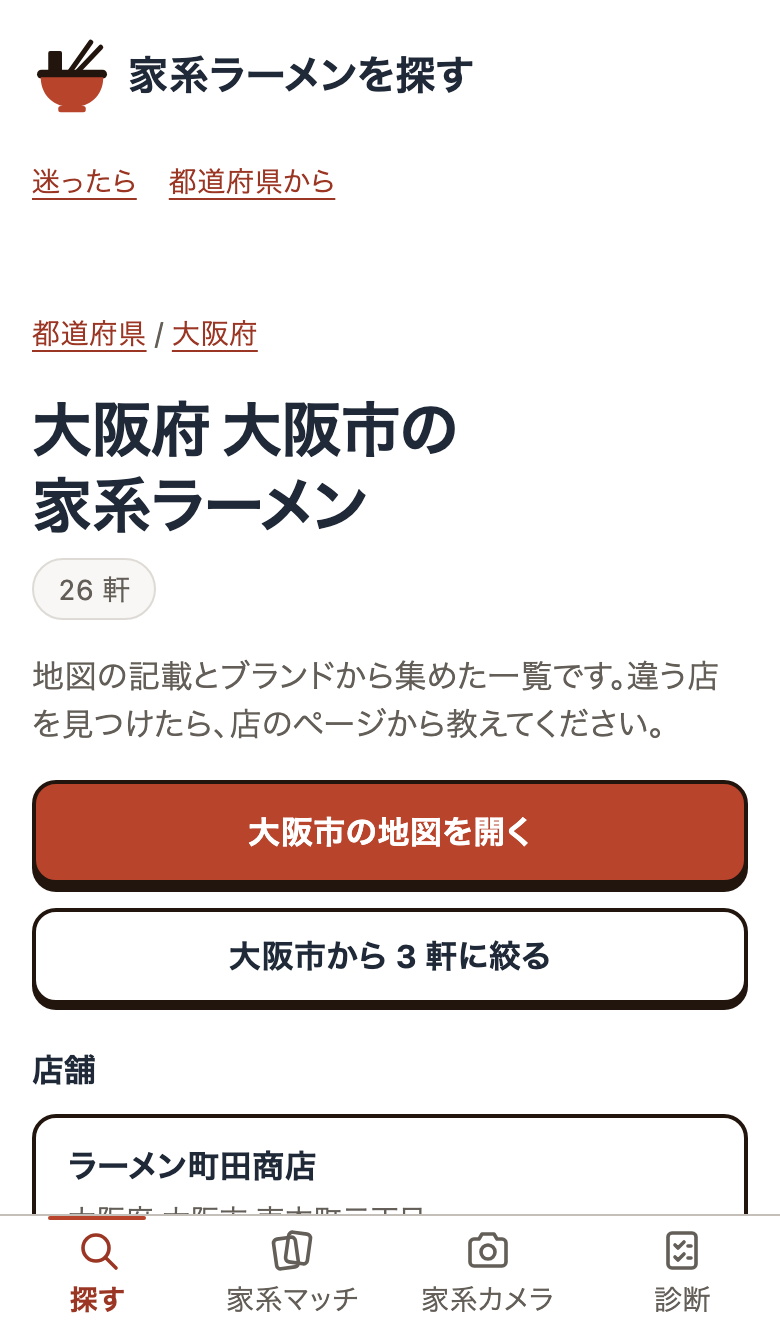 家系ラーメンを探す
迷ったら 都道府県から
都道府県 / 大阪府
大阪府 大阪市の
家系ラーメン
26 軒
地図の記載とブランドから集めた一覧です。違う店
を見つけたら、店のページから教えてください。
大阪市の地図を開く
大阪市から 3 軒に絞る
店舗
ラーメン町田商店
探す 家系マッチ 家系カメラ 診断